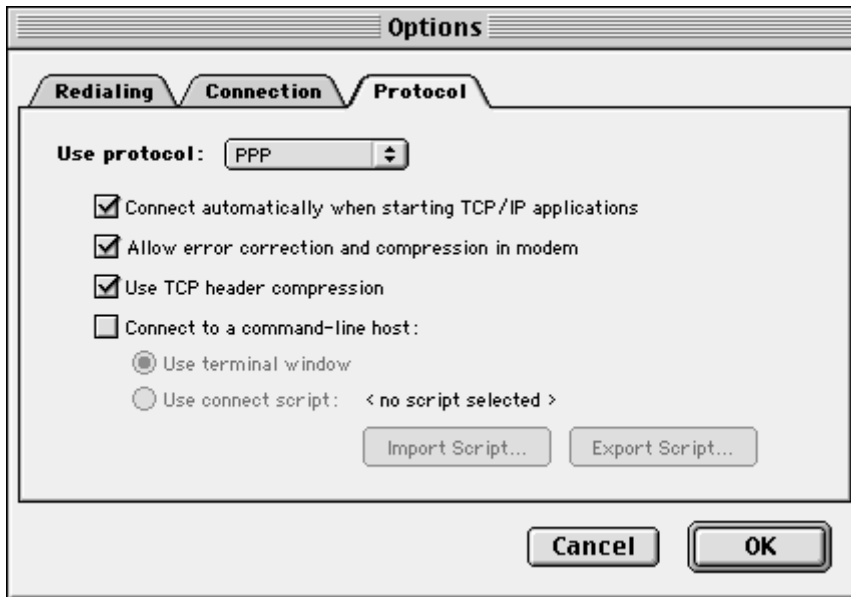 Options
Redialing Connection Protocol
Use protocol: PPP
Connect automatically when starting TCP/IP applications
Allow error correction and compression in modem
Use TCP header compression
Connect to a command-line host:
Use terminal window
Use connect script: < no script selected >
Import Script... Export Script...
Cancel OK